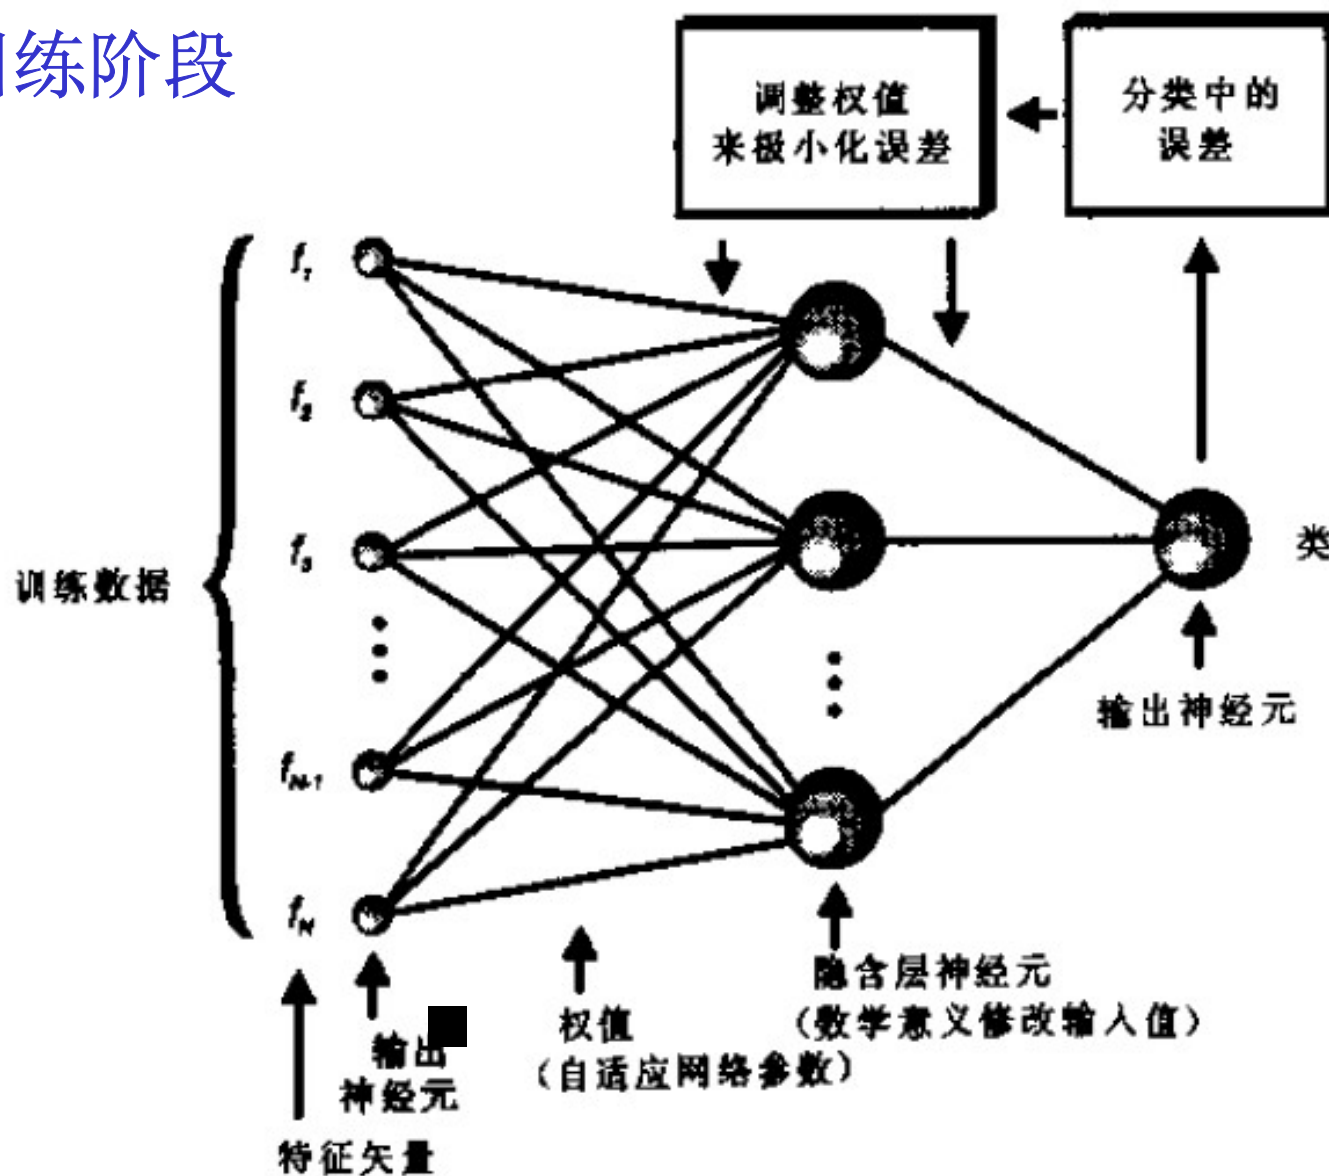 练阶段
调整权值
来极小化误差
分类中的
误差
f₁
f₂
f₃
训练数据
类
输出神经元
f_{N-1}
f_N
隐含层神经元
(数学意义修改输入值)
权值
(自适应网络参数)
输出
神经元
特征矢量